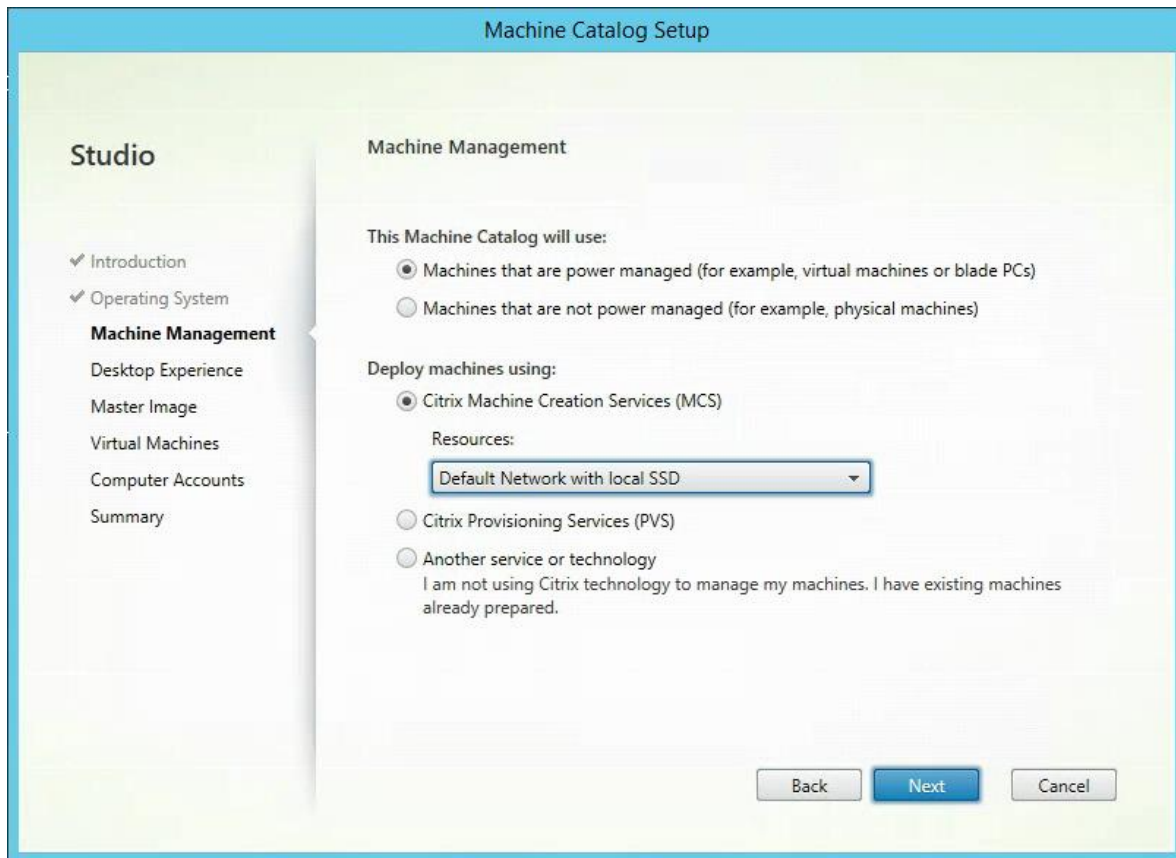 Machine Catalog Setup
Studio
Introduction
Operating System
Machine Management
Desktop Experience
Master Image
Virtual Machines
Computer Accounts
Summary
Machine Management
This Machine Catalog will use:
Machines that are power managed (for example, virtual machines or blade PCs)
Machines that are not power managed (for example, physical machines)
Deploy machines using:
Citrix Machine Creation Services (MCS)
Resources:
Default Network with local SSD
Citrix Provisioning Services (PVS)
Another service or technology
I am not using Citrix technology to manage my machines. I have existing machines
already prepared.
Back
Next
Cancel